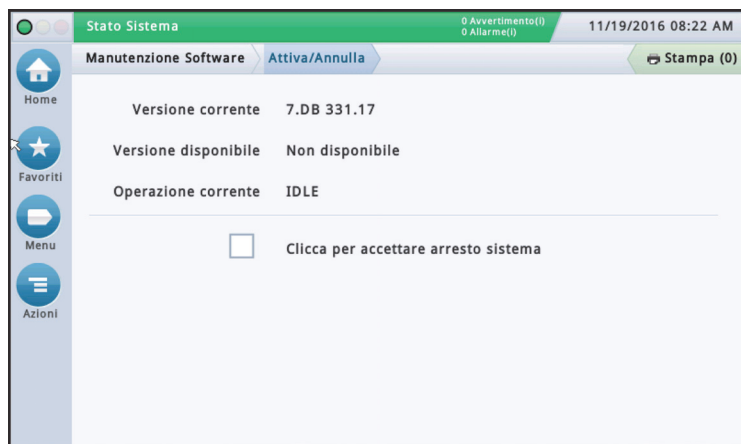 Stato Sistema
0 Avvertimento(i)
0 Allarme(i)
11/19/2016 08:22 AM
Manutenzione Software
Attiva/Annulla
Stampa (0)
Home
Favoriti
Menu
Azioni
Versione corrente 7.DB 331.17
Versione disponibile Non disponibile
Operazione corrente IDLE
Clicca per accettare arresto sistema